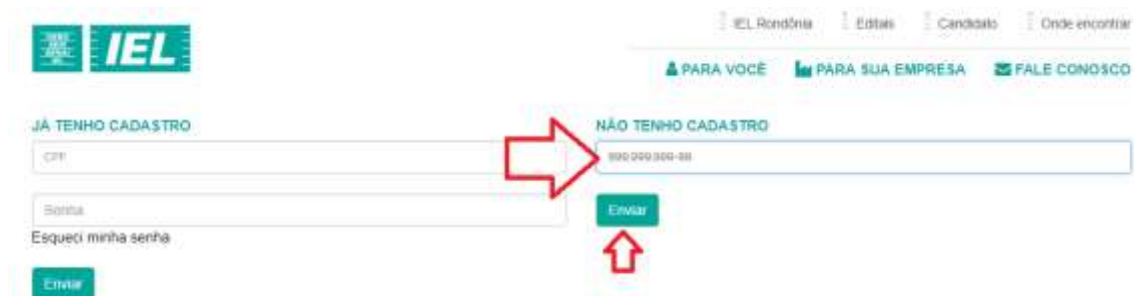 IEL
IEL Rondônia Editais Candidato Onde encontrar
PARA VOCÊ PARA SUA EMPRESA FALE CONOSCO
JÁ TENHO CADASTRO
CPF
Senha
Esqueci minha senha
Enviar
NÃO TENHO CADASTRO
999.999.999-99
Enviar